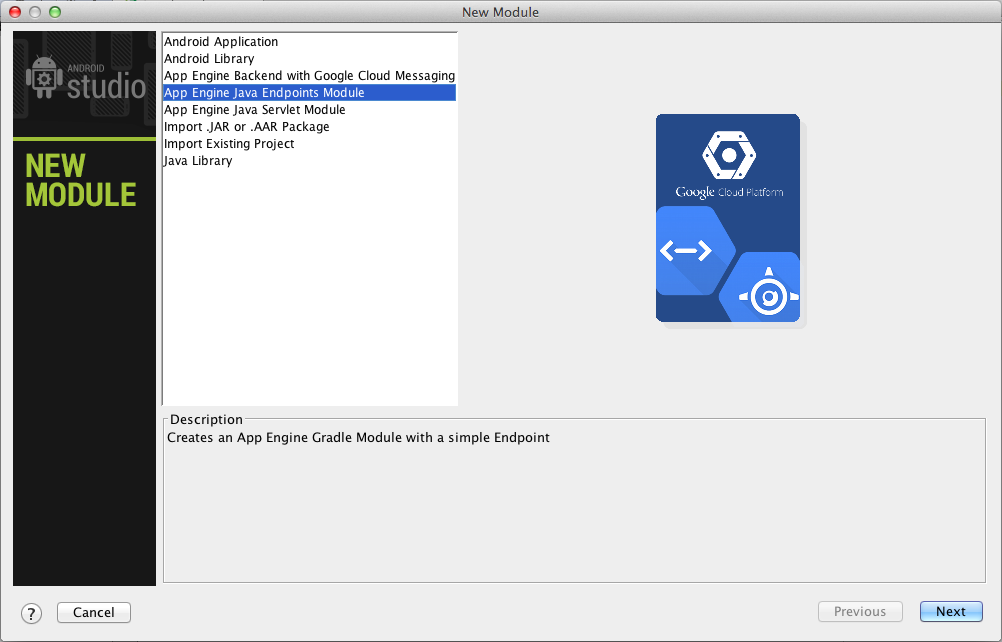 New Module
ANDROID
studio
NEW
MODULE
Android Application
Android Library
App Engine Backend with Google Cloud Messaging
App Engine Java Endpoints Module
App Engine Java Servlet Module
Import .JAR or .AAR Package
Import Existing Project
Java Library
Google Cloud Platform
Description
Creates an App Engine Gradle Module with a simple Endpoint
?
Cancel
Previous
Next